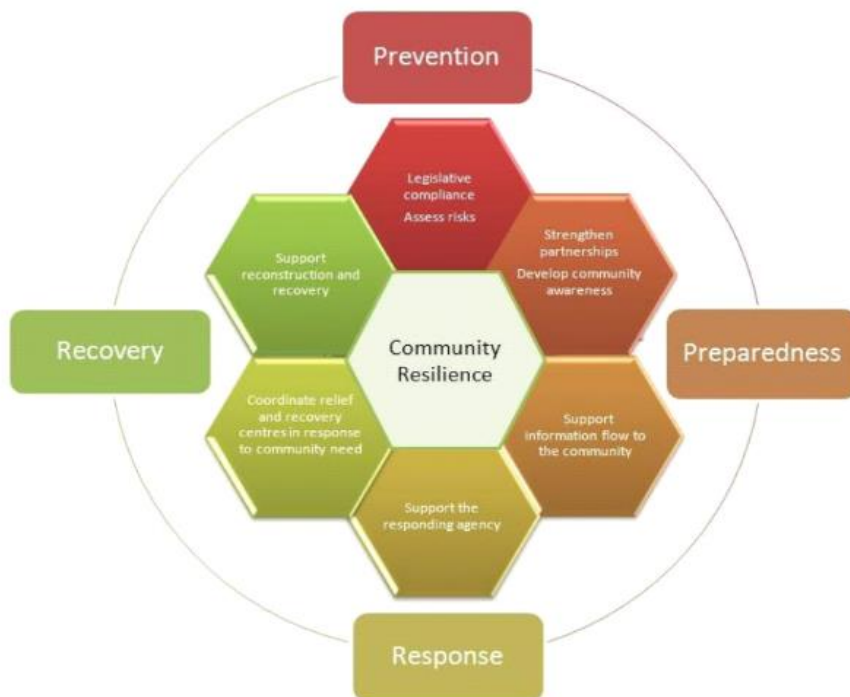 Prevention
Legislative
compliance
Assess risks
Strengthen
partnerships
Develop community
awareness
Support
reconstruction and
recovery
Community
Resilience
Recovery
Preparedness
Coordinate relief
and recovery
centres in response
to community need
Support
information flow to
the community
Support the
responding agency
Response